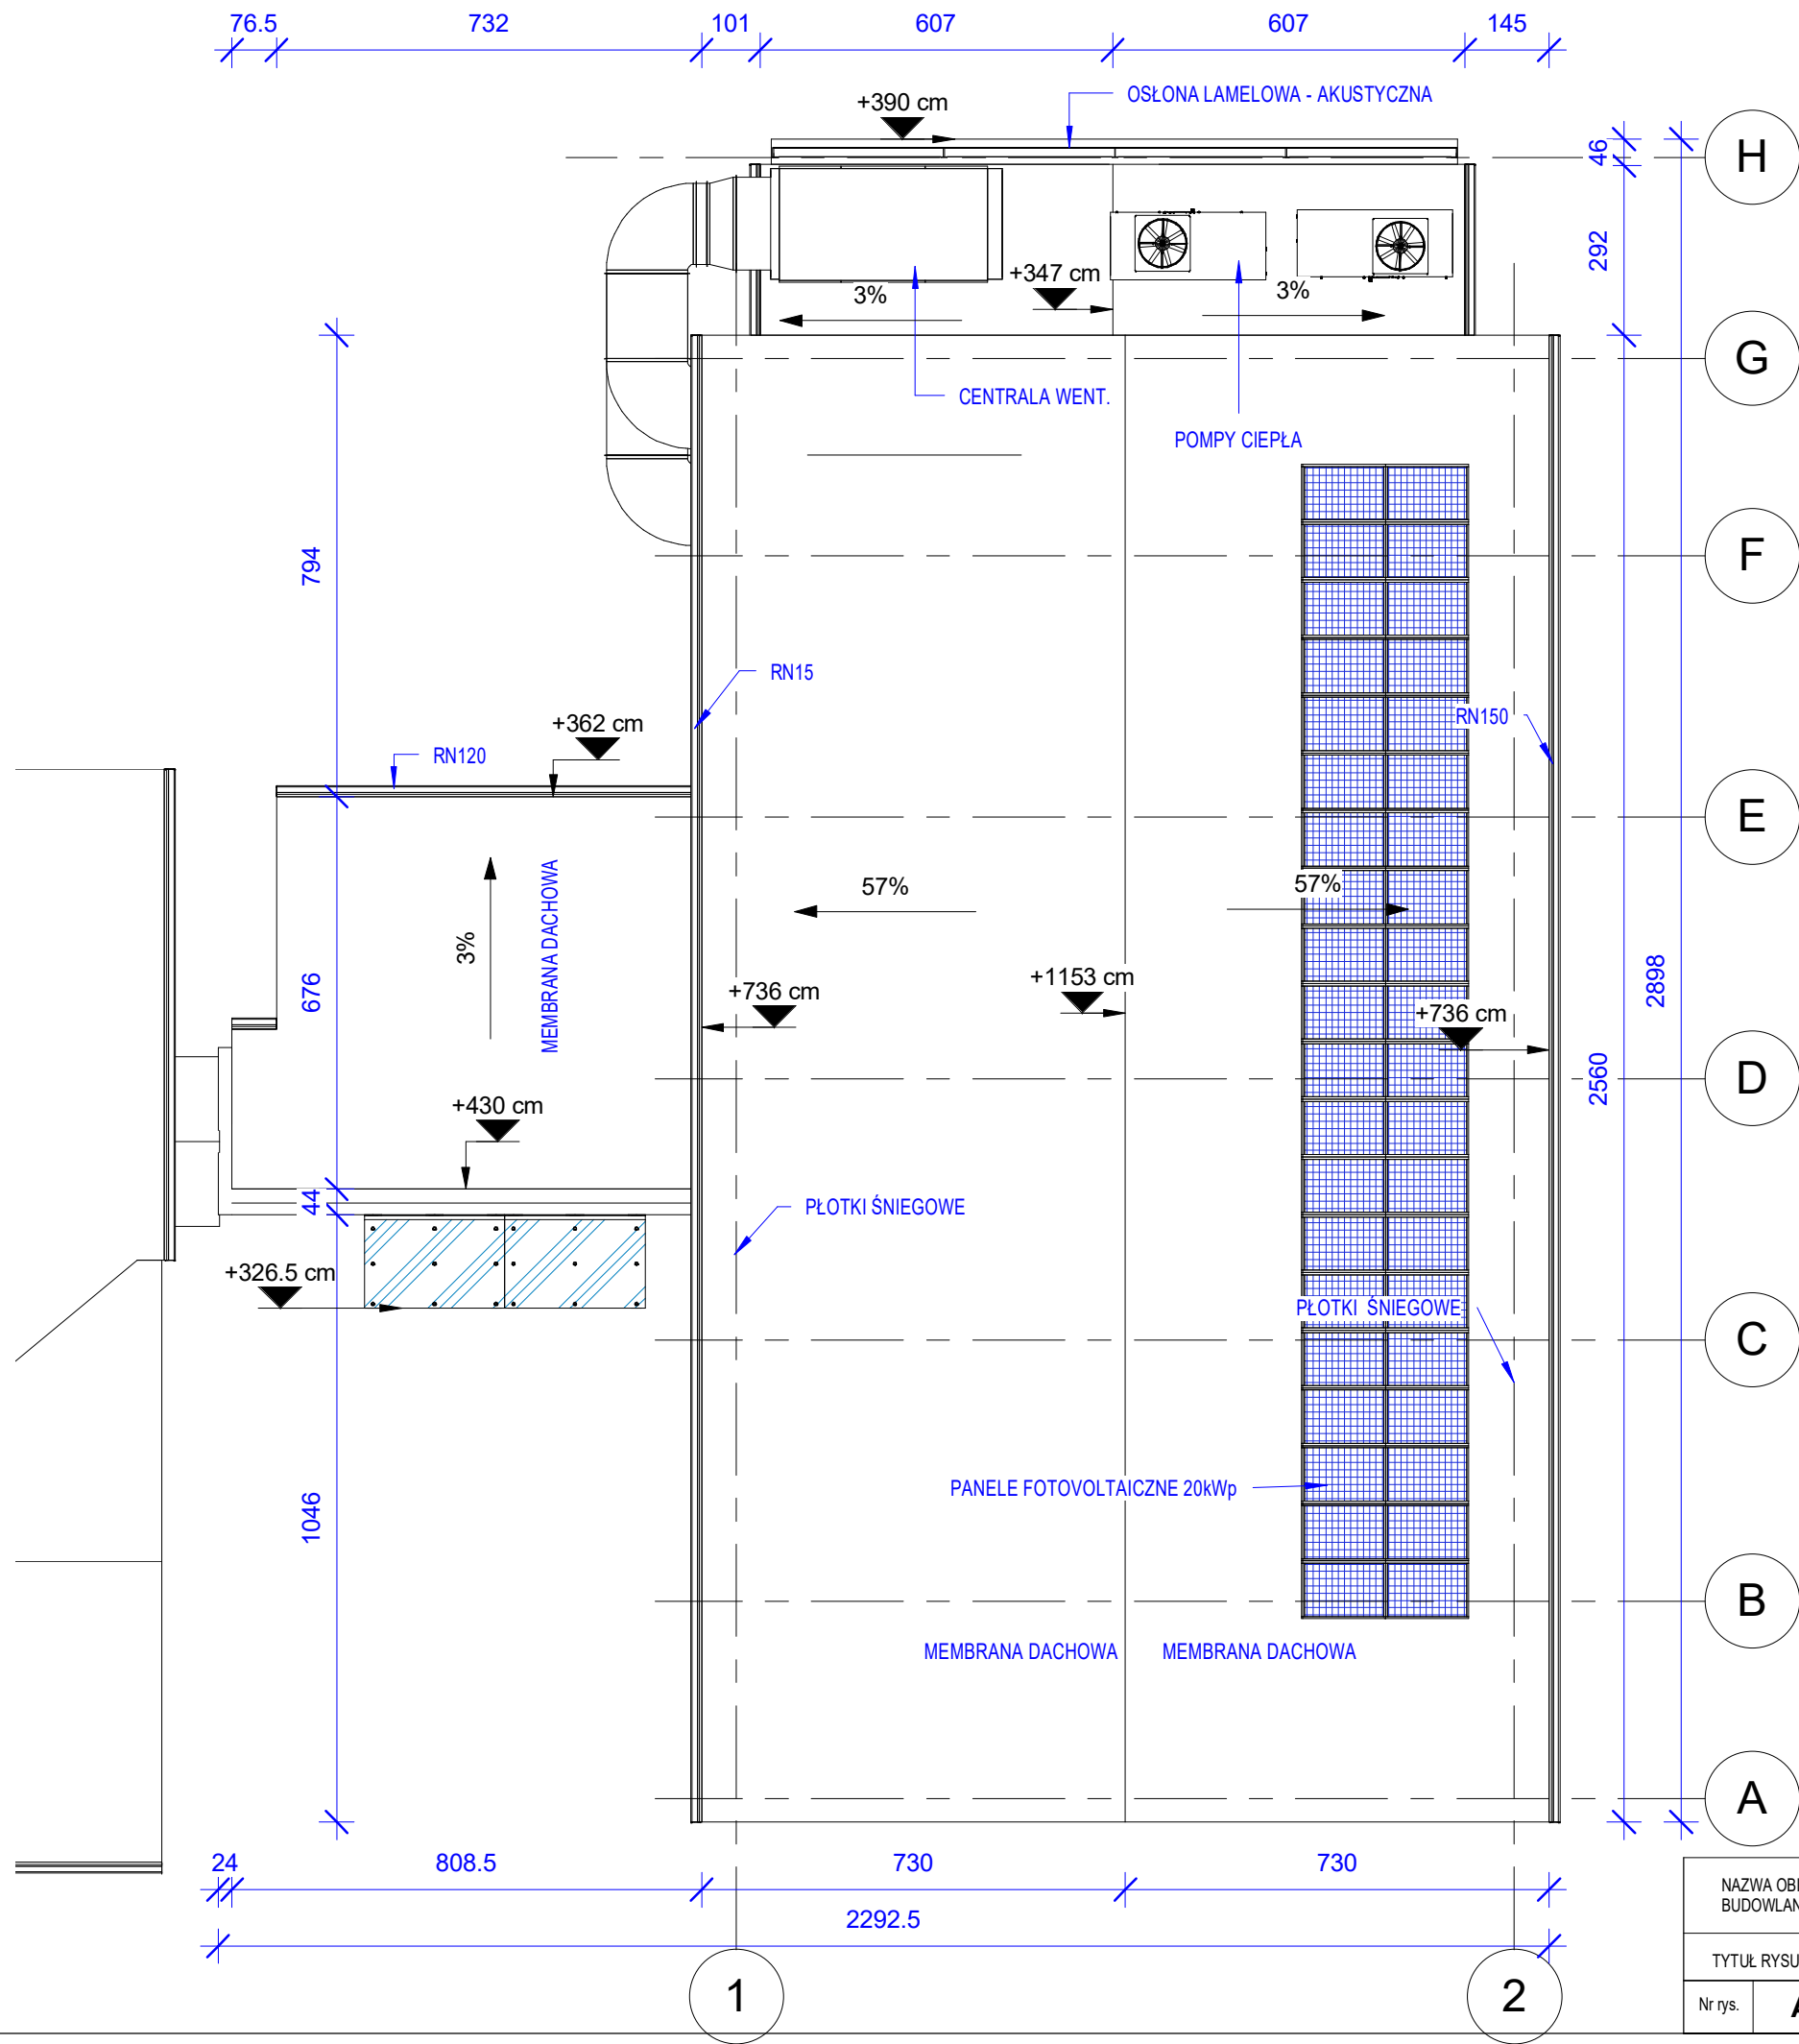 76.5 732 101 607 607 145
OSŁONA LAMELOWA - AKUSTYCZNA
+390 cm
H
46
292
+347 cm
3% 3%
G
CENTRALA WENT.
POMPY CIEPŁA
F
794
RN15
+362 cm
RN150
RN120
E
57% 57%
3%
MEMBRANA DACHOWA
676
+736 cm
+1153 cm
+736 cm
2898
2560
D
+430 cm
44
PŁOTKI ŚNIEGOWE
+326.5 cm
PŁOTKI ŚNIEGOWE
C
PANELE FOTOVOLTAICZNE 20kWp
1046
B
MEMBRANA DACHOWA MEMBRANA DACHOWA
A
24 808.5 730 730
2292.5
1 2
NAZWA OB
BUDOWLAN
TYTUŁ RYSU
Nr rys.